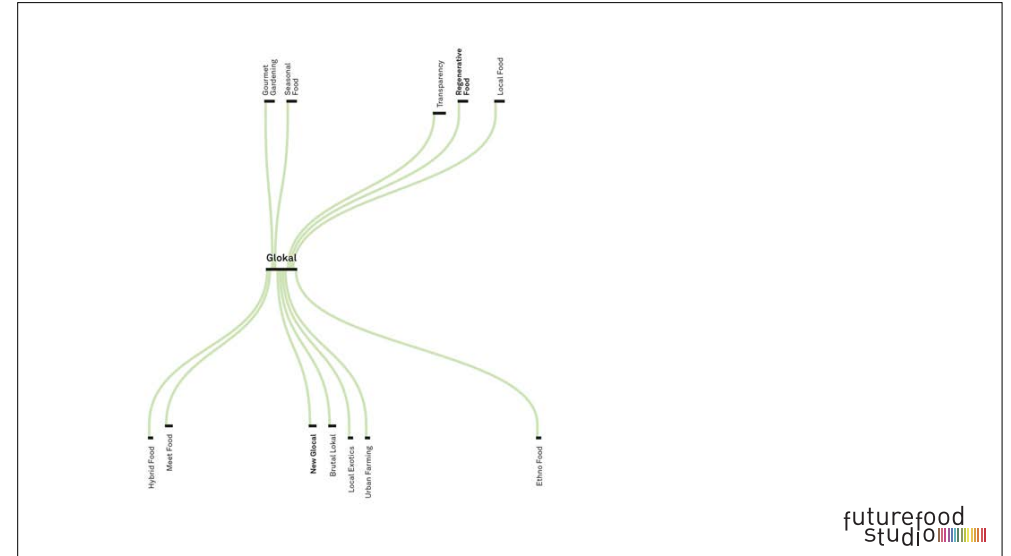 Gourmet
Gardening
Seasonal
Food
Transparency
Regenerative
Food
Local Food
Glokal
Hybrid Food
Meet Food
New Glocal
Brutal Lokal
Local Exotics
Urban Farming
Ethno Food
futurefood
studio